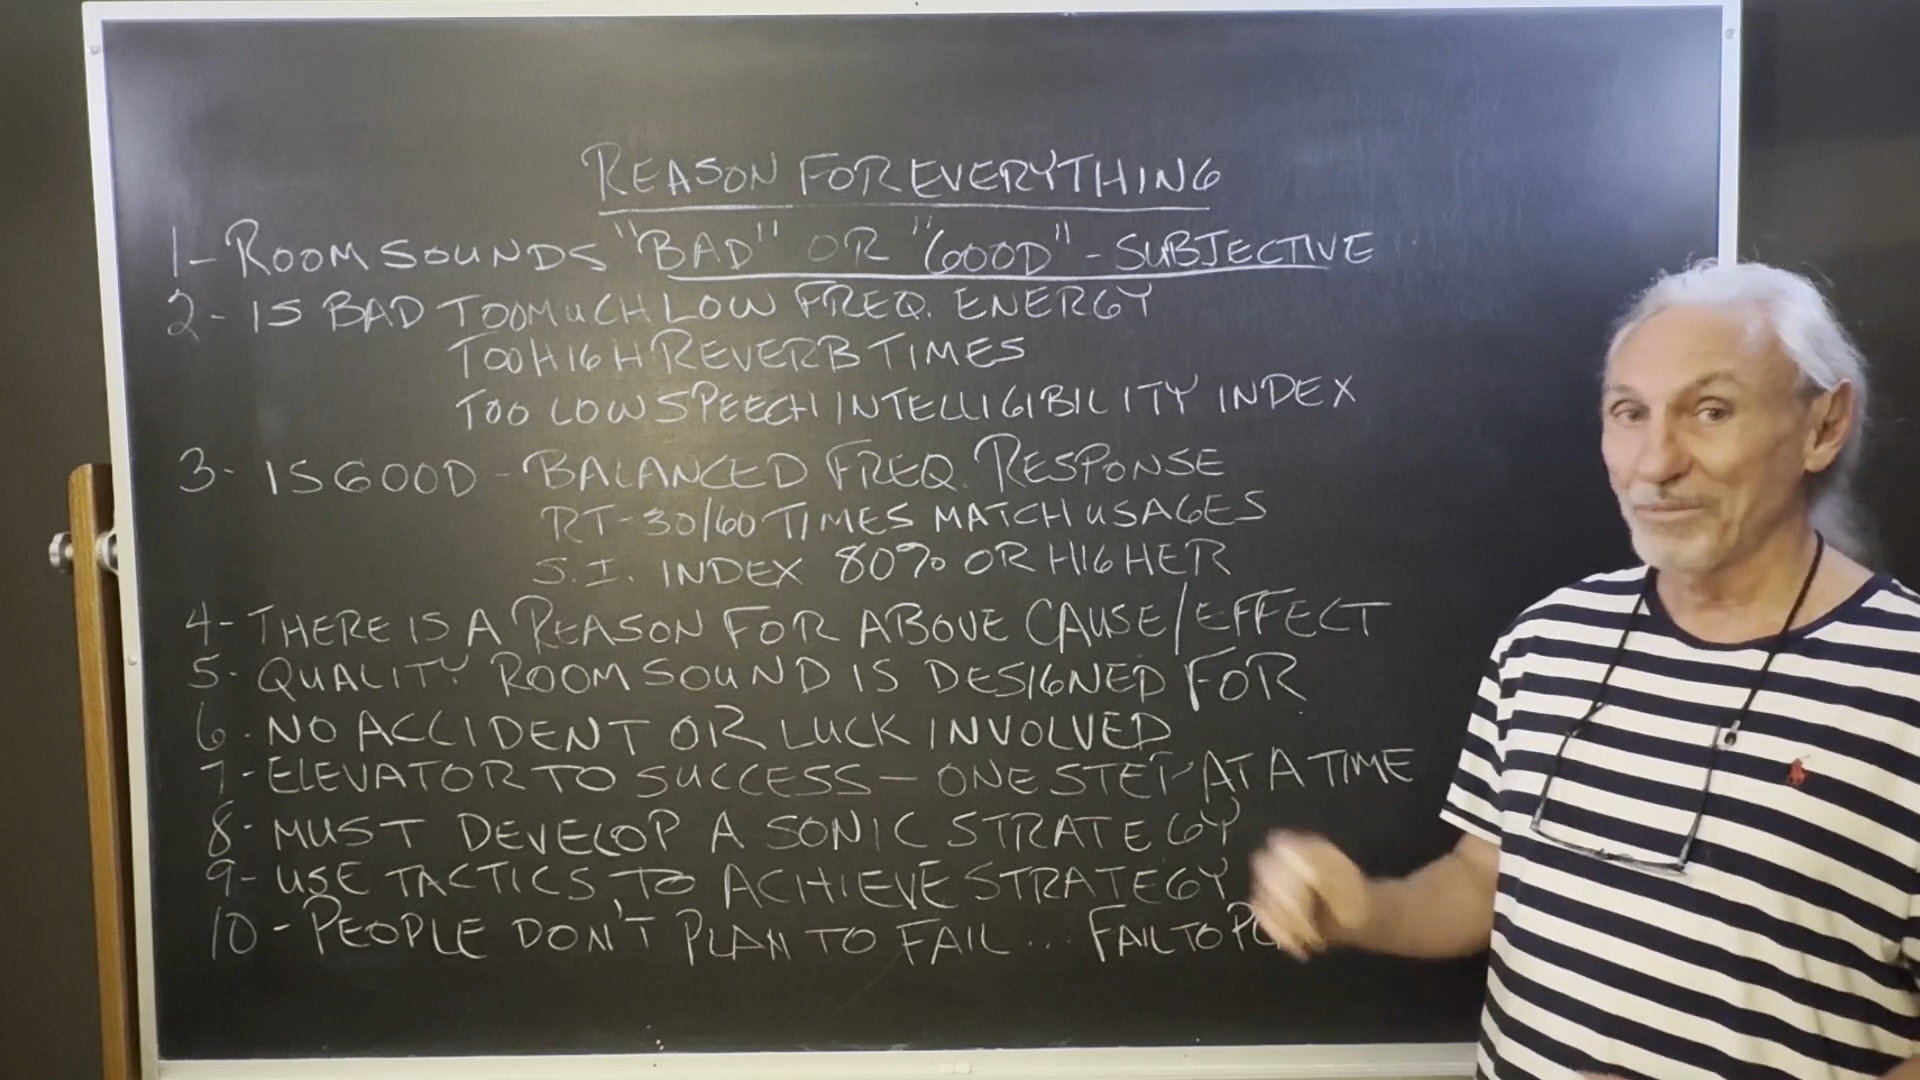 REASON FOR EVERYTHING
1- ROOM SOUNDS "BAD" OR "GOOD" - SUBJECTIVE
2- IS BAD TOO MUCH LOW FREQ. ENERGY
TOO HIGH REVERB TIMES
TOO LOW SPEECH INTELLIGIBILITY INDEX
3- IS GOOD - BALANCED FREQ. RESPONSE
RT-30/60 TIMES MATCH USAGES
S.I. INDEX 80% OR HIGHER
4- THERE IS A REASON FOR ABOVE CAUSE/EFFECT
5- QUALITY ROOM SOUND IS DESIGNED FOR
6- NO ACCIDENT OR LUCK INVOLVED
7- ELEVATOR TO SUCCESS - ONE STEP AT A TIME
8- MUST DEVELOP A SONIC STRATEGY
9- USE TACTICS TO ACHIEVE STRATEGY
10- PEOPLE DON'T PLAN TO FAIL... FAIL TO